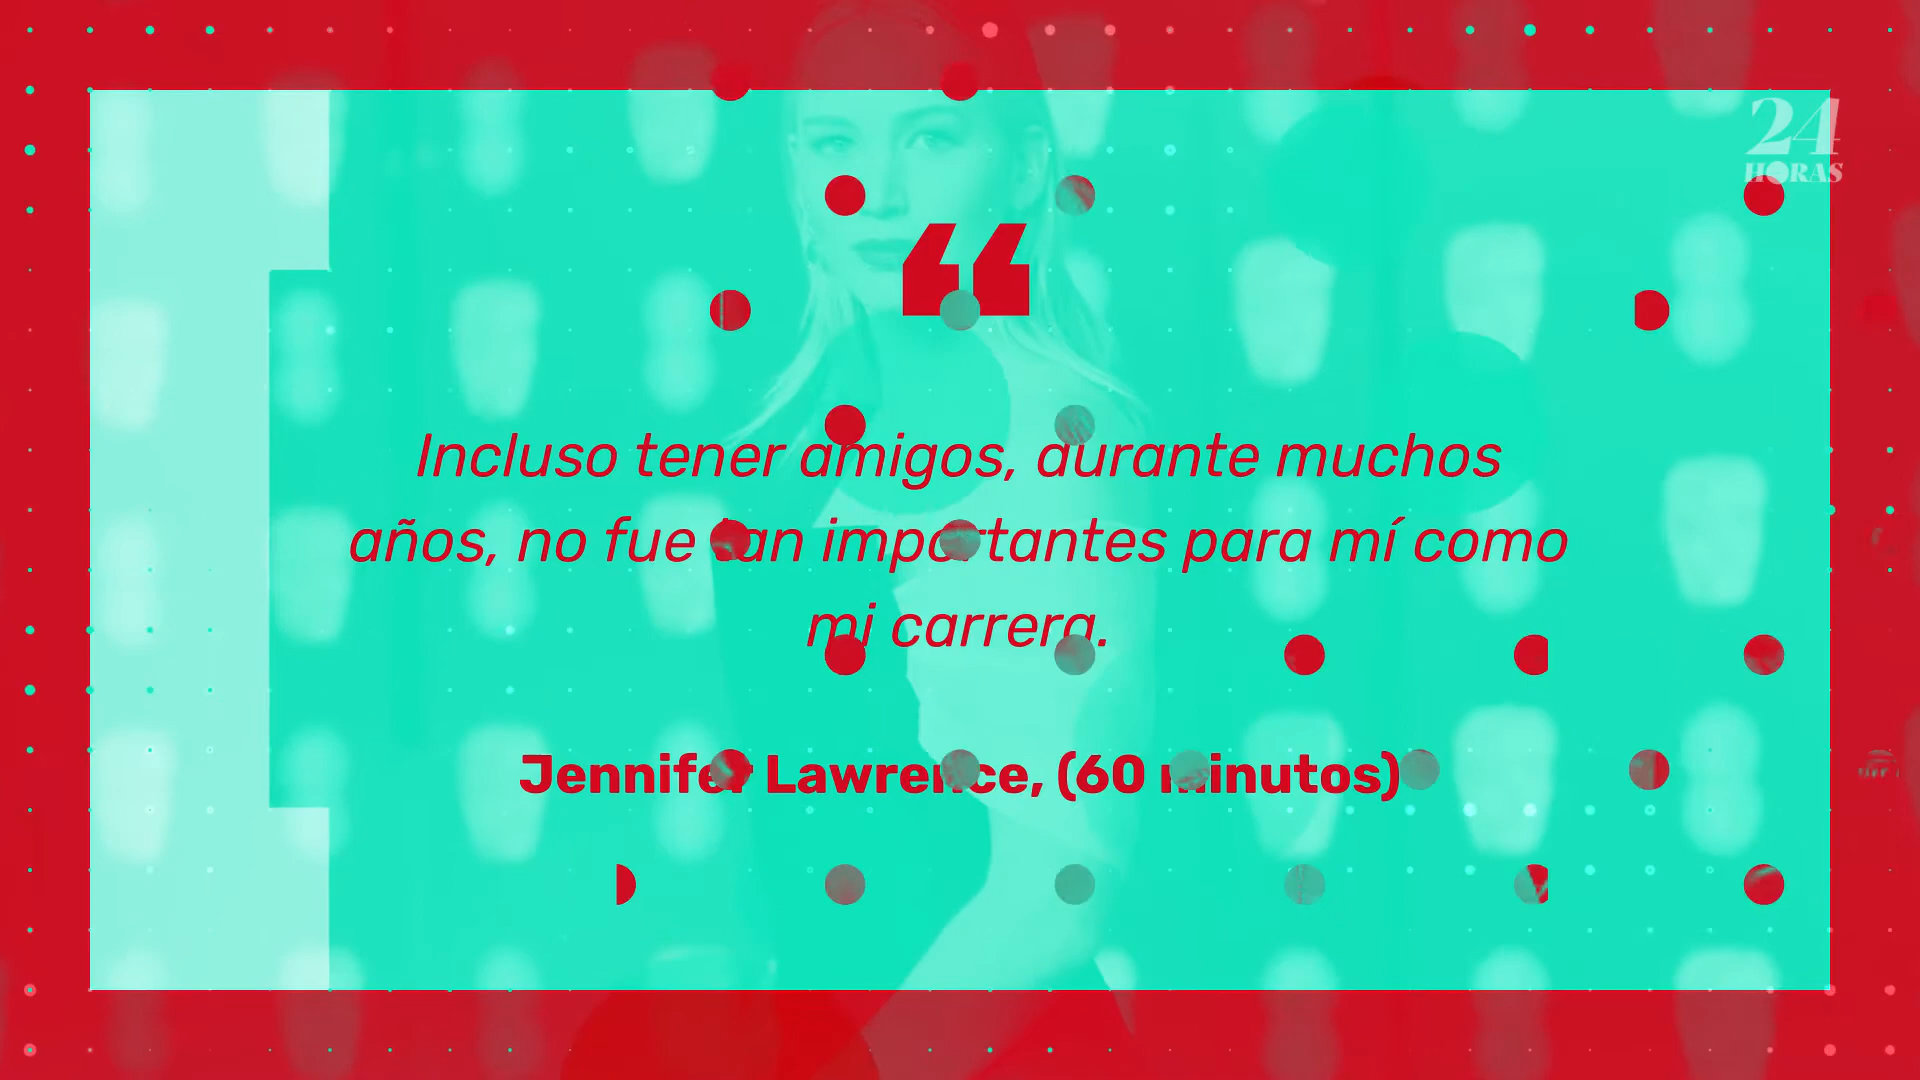 24
HORAS
“
Incluso tener amigos, durante muchos
años, no fue tan importantes para mí como
mi carrera.
Jennifer Lawrence, (60 minutos)